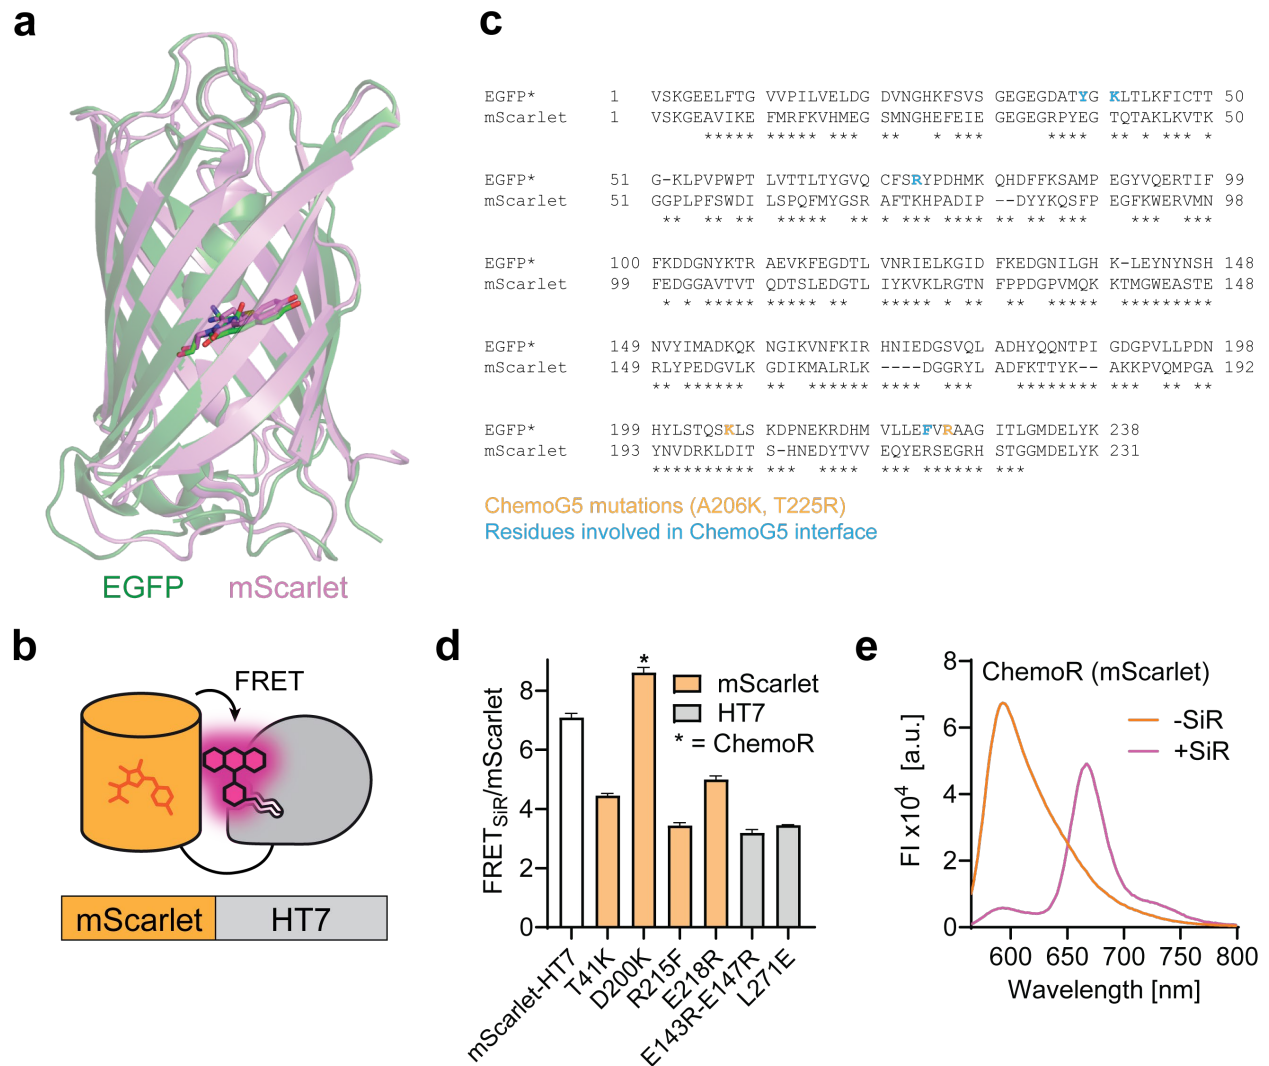 a
EGFP mScarlet
c
EGFP* 1 VSKGEELFTG VVPILVELDG DVNGHKFSVS GEGEGDATYG KLTLKFICTT 50
mScarlet 1 VSKGEAVIKE FMRFKVHMEG SMNGHEFEIE GEGEGRPYEG TQTAKLKVTK 50
***** ** ** ** * * **** * ** * *
EGFP* 51 G-KLPVPWPT LVTTLTYGVQ CFSRYPDHMK QHDFFKSAMP EGYVQERTIF 99
mScarlet 51 GGPLPFSWDI LSPQFMYGSR AFTKHPADIP --DYYKQSFP EGFKWERVMN 98
** ** ** ***** ** *** **** * *** * *** *
EGFP* 100 FKDDGNYKTR AEVKFEGDTL VNRIELKGID FKEDGNILGH K-LEYNYNSH 148
mScarlet 99 FEDGGAVTVT QDTSLEDGTL IYKVKLRGTN FPPDGPVMQK KTMGWEASTE 148
* * ****** ***** ** *** ** * ** ** *****
EGFP* 149 NVYIMADKQK NGIKVNFKIR HNIEDGSVQL ADHYQQNTPI GDGPVLLPDN 198
mScarlet 149 RLYPEDGVLK GDIKMALRLK ----DGGRYL ADFKTTYK-- AKKPVQMPGA 192
** ****** ** ***** **** *** ******* *** ** **
EGFP* 199 HYLSTQSKLS KDPNEKRDHM VLLEFVRAAG ITLGMDELYK 238
mScarlet 193 YNVDRKLDIT S-HNEDYTVV EQYERSEGRH STGGMDELYK 231
********** *** **** ** ******* ***
ChemoG5 mutations (A206K, T225R)
Residues involved in ChemoG5 interface
b
FRET
mScarlet HT7
d
FRETSiR/mScarlet
8
6
4
2
0
*
mScarlet
HT7
* = ChemoR
mScarlet-HT7
T41K
D200K
R215F
E218R
E143R-E147R
L271E
e
ChemoR (mScarlet)
-SiR
+SiR
FI x10⁴ [a.u.]
8
6
4
2
0
600 650 700 750 800
Wavelength [nm]